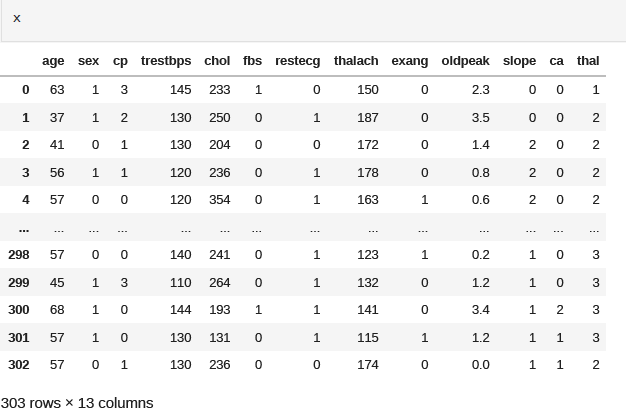 x
age sex cp trestbps chol fbs restecg thalach exang oldpeak slope ca thal
0 63 1 3 145 233 1 0 150 0 2.3 0 0 1
1 37 1 2 130 250 0 1 187 0 3.5 0 0 2
2 41 0 1 130 204 0 0 172 0 1.4 2 0 2
3 56 1 1 120 236 0 1 178 0 0.8 2 0 2
4 57 0 0 120 354 0 1 163 1 0.6 2 0 2
... ... ... ... ... ... ... ... ... ... ... ... ... ...
298 57 0 0 140 241 0 1 123 1 0.2 1 0 3
299 45 1 3 110 264 0 1 132 0 1.2 1 0 3
300 68 1 0 144 193 1 1 141 0 3.4 1 2 3
301 57 1 0 130 131 0 1 115 1 1.2 1 1 3
302 57 0 1 130 236 0 0 174 0 0.0 1 1 2
303 rows × 13 columns